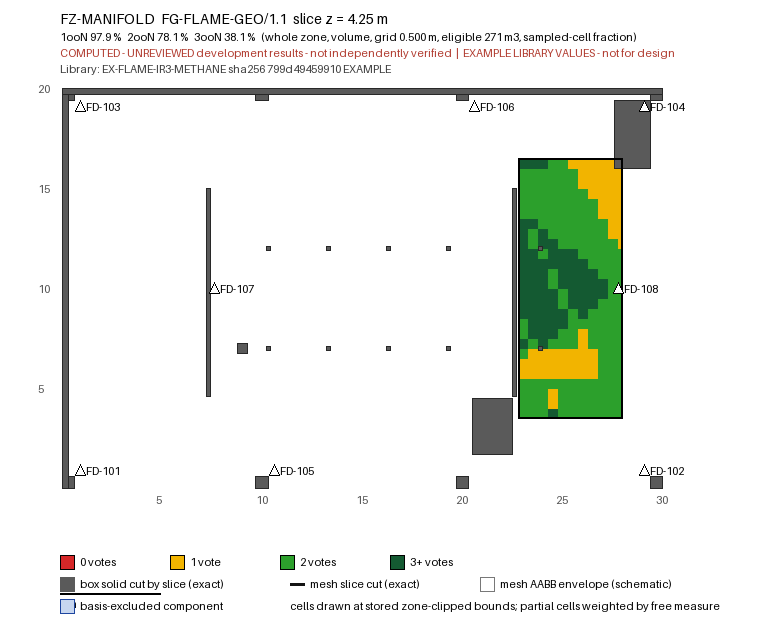 FZ-MANIFOLD FG-FLAME-GEO/1.1 slice z = 4.25 m
1ooN 97.9 % 2ooN 78.1 % 3ooN 38.1 % (whole zone, volume, grid 0.500 m, eligible 271 m3, sampled-cell fraction)
COMPUTED - UNREVIEWED development results - not independently verified | EXAMPLE LIBRARY VALUES - not for design
Library: EX-FLAME-IR3-METHANE sha256 799d49459910 EXAMPLE
20
FD-103
FD-106
FD-104
15
10
FD-107
FD-108
5
FD-101
FD-105
FD-102
5
10
15
20
25
30
0 votes
1 vote
2 votes
3+ votes
box solid cut by slice (exact)
mesh slice cut (exact)
mesh AABB envelope (schematic)
basis-excluded component
cells drawn at stored zone-clipped bounds; partial cells weighted by free measure